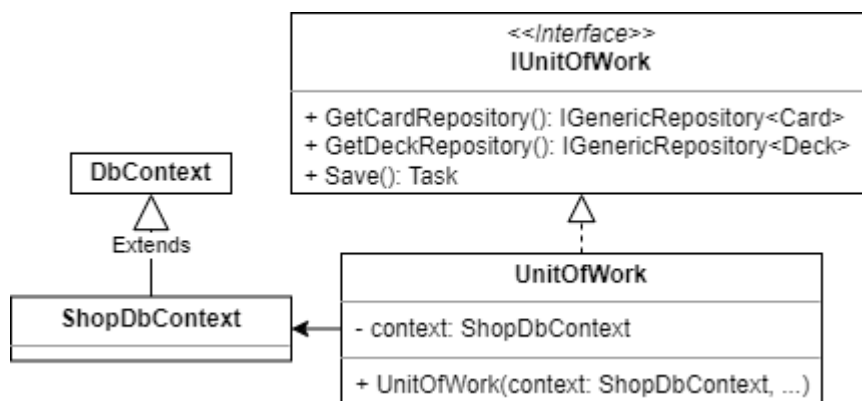 <<Interface>>
IUnitOfWork
+ GetCardRepository(): IGenericRepository<Card>
+ GetDeckRepository(): IGenericRepository<Deck>
+ Save(): Task
DbContext
Extends
ShopDbContext
UnitOfWork
- context: ShopDbContext
+ UnitOfWork(context: ShopDbContext, ...)